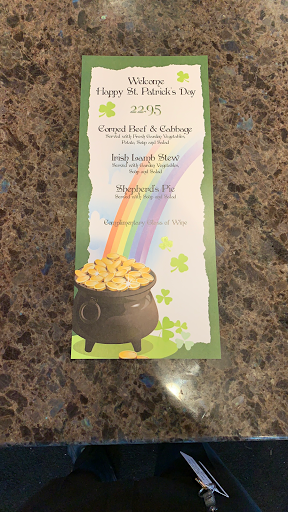 Welcome
Happy St. Patrick's Day
22.95
Corned Beef & Cabbage
Served with Fresh Garden Vegetables,
Potato, Soup and Salad
Irish Lamb Stew
Served with Garden Vegetables,
Soup and Salad
Shepherd's Pie
Served with Soup and Salad
Complimentary Glass of Wine